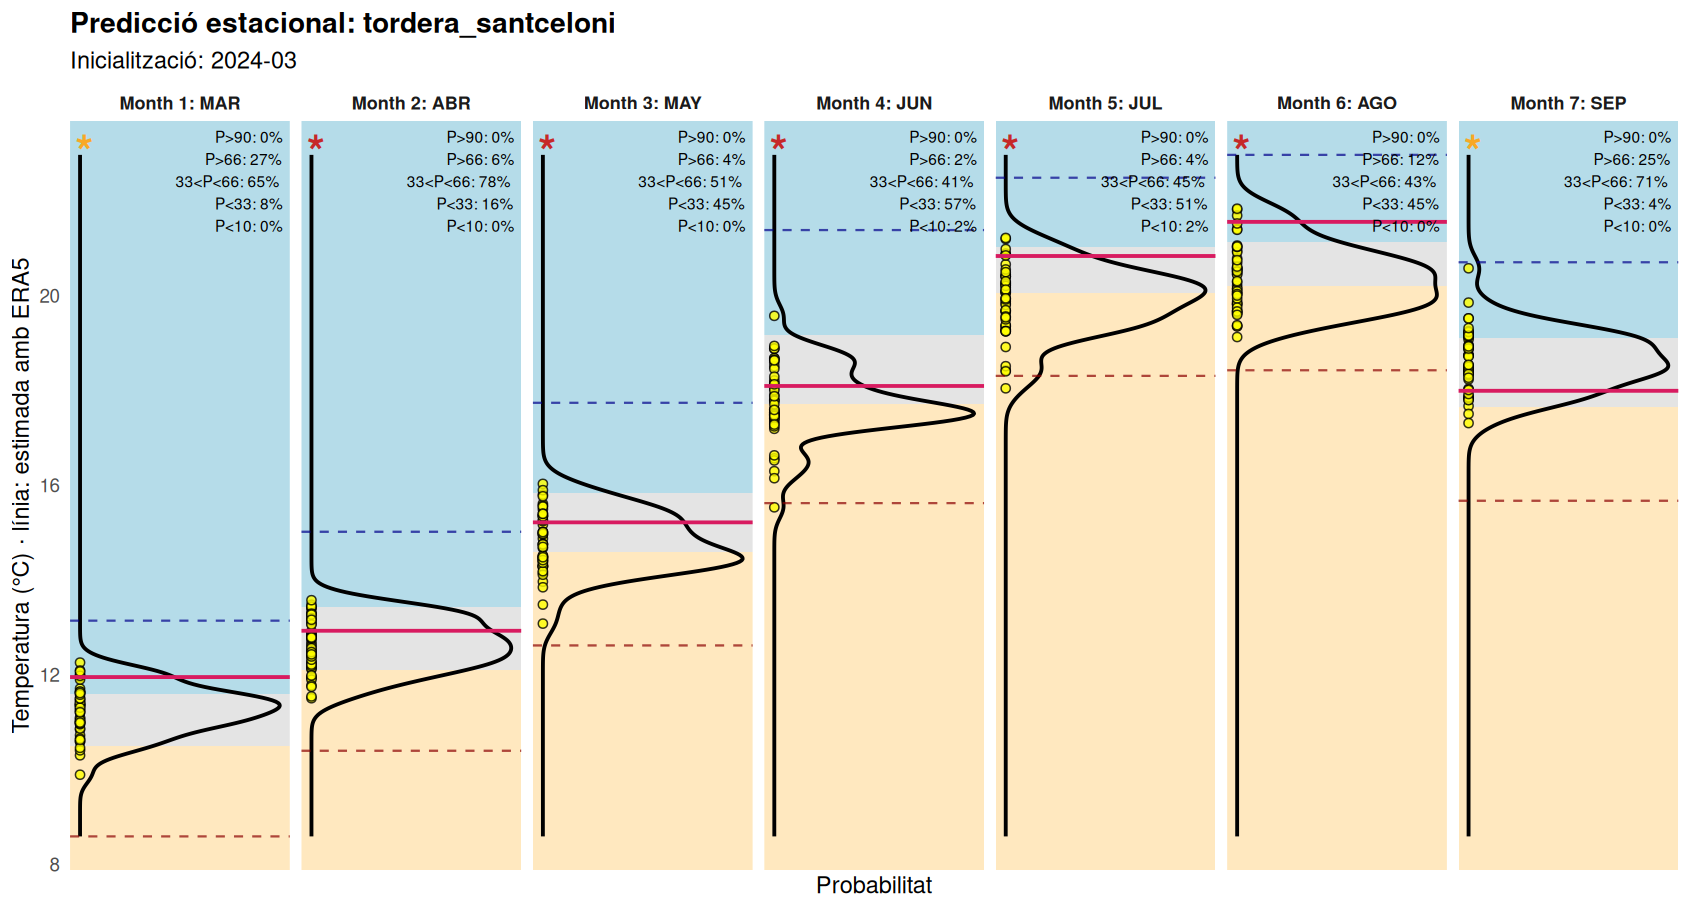 Predicció estacional: tordera_santceloni
Inicialització: 2024-03
Month 1: MAR
P>90: 0%
P>66: 27%
33<P<66: 65%
P<33: 8%
P<10: 0%
Month 2: ABR
P>90: 0%
P>66: 6%
33<P<66: 78%
P<33: 16%
P<10: 0%
Month 3: MAY
P>90: 0%
P>66: 4%
33<P<66: 51%
P<33: 45%
P<10: 0%
Month 4: JUN
P>90: 0%
P>66: 2%
33<P<66: 41%
P<33: 57%
P<10: 2%
Month 5: JUL
P>90: 0%
P>66: 4%
33<P<66: 45%
P<33: 51%
P<10: 2%
Month 6: AGO
P>90: 0%
P>66: 12%
33<P<66: 43%
P<33: 45%
P<10: 0%
Month 7: SEP
P>90: 0%
P>66: 25%
33<P<66: 71%
P<33: 4%
P<10: 0%
Temperatura (°C) · línia: estimada amb ERA5
20
16
12
8
Probabilitat